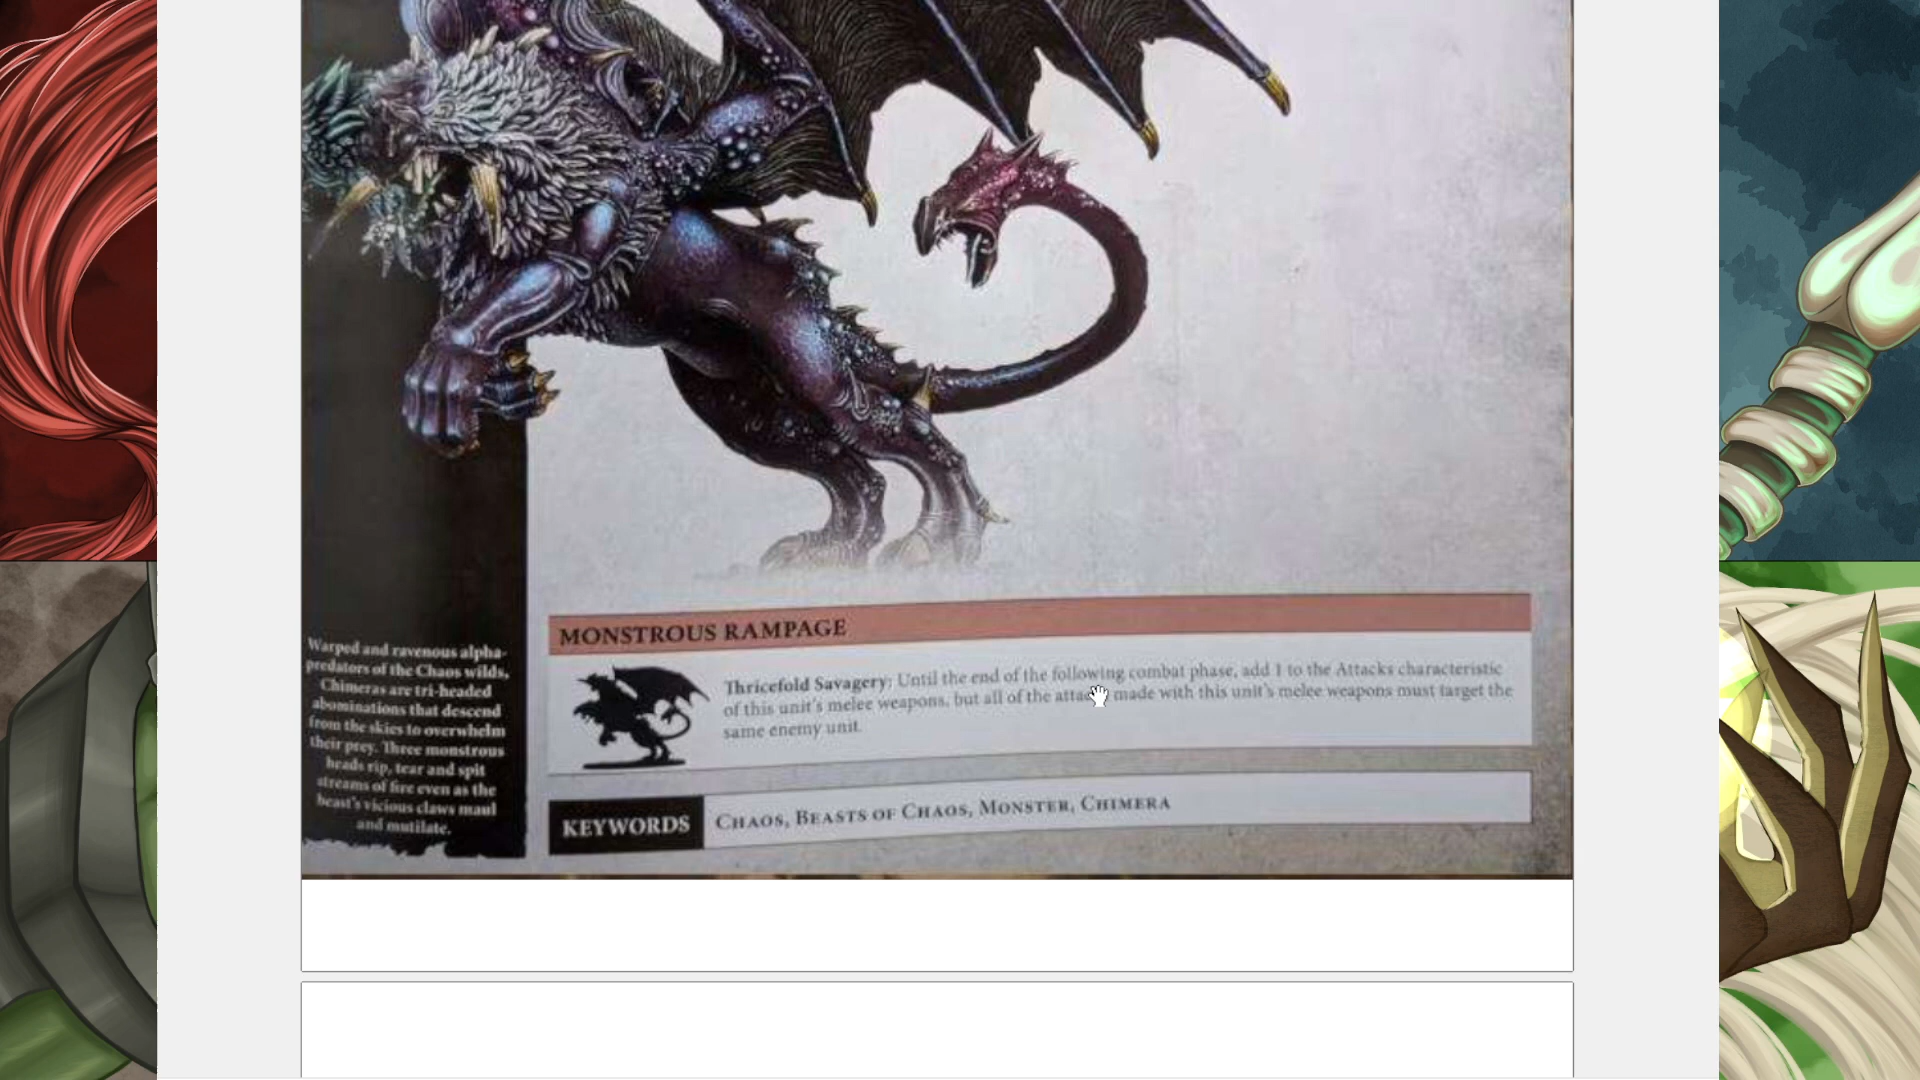 Warped and ravenous alpha-
predators of the Chaos wilds,
Chimeras are tri-headed
abominations that descend
from the skies to overwhelm
their prey. Three monstrous
heads rip, tear and spit
streams of fire even as the
beast's vicious claws maul
and mutilate.
MONSTROUS RAMPAGE
Thricefold Savagery: Until the end of the following combat phase, add 1 to the Attacks characteristic
of this unit's melee weapons, but all of the attacks made with this unit's melee weapons must target the
same enemy unit.
KEYWORDS
CHAOS, BEASTS OF CHAOS, MONSTER, CHIMERA